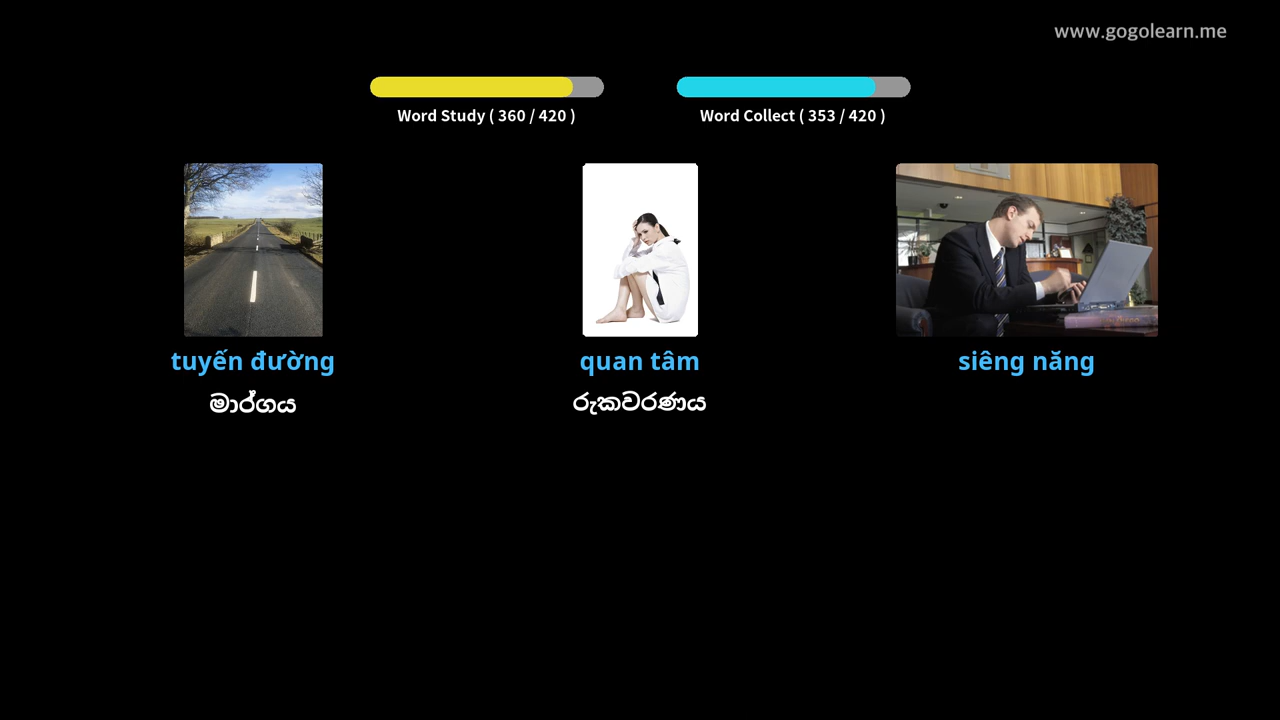 www.gogolearn.me
Word Study ( 360 / 420 )
Word Collect ( 353 / 420 )
tuyến đường
quan tâm
siêng năng
මාර්ගය
රුකවරණය